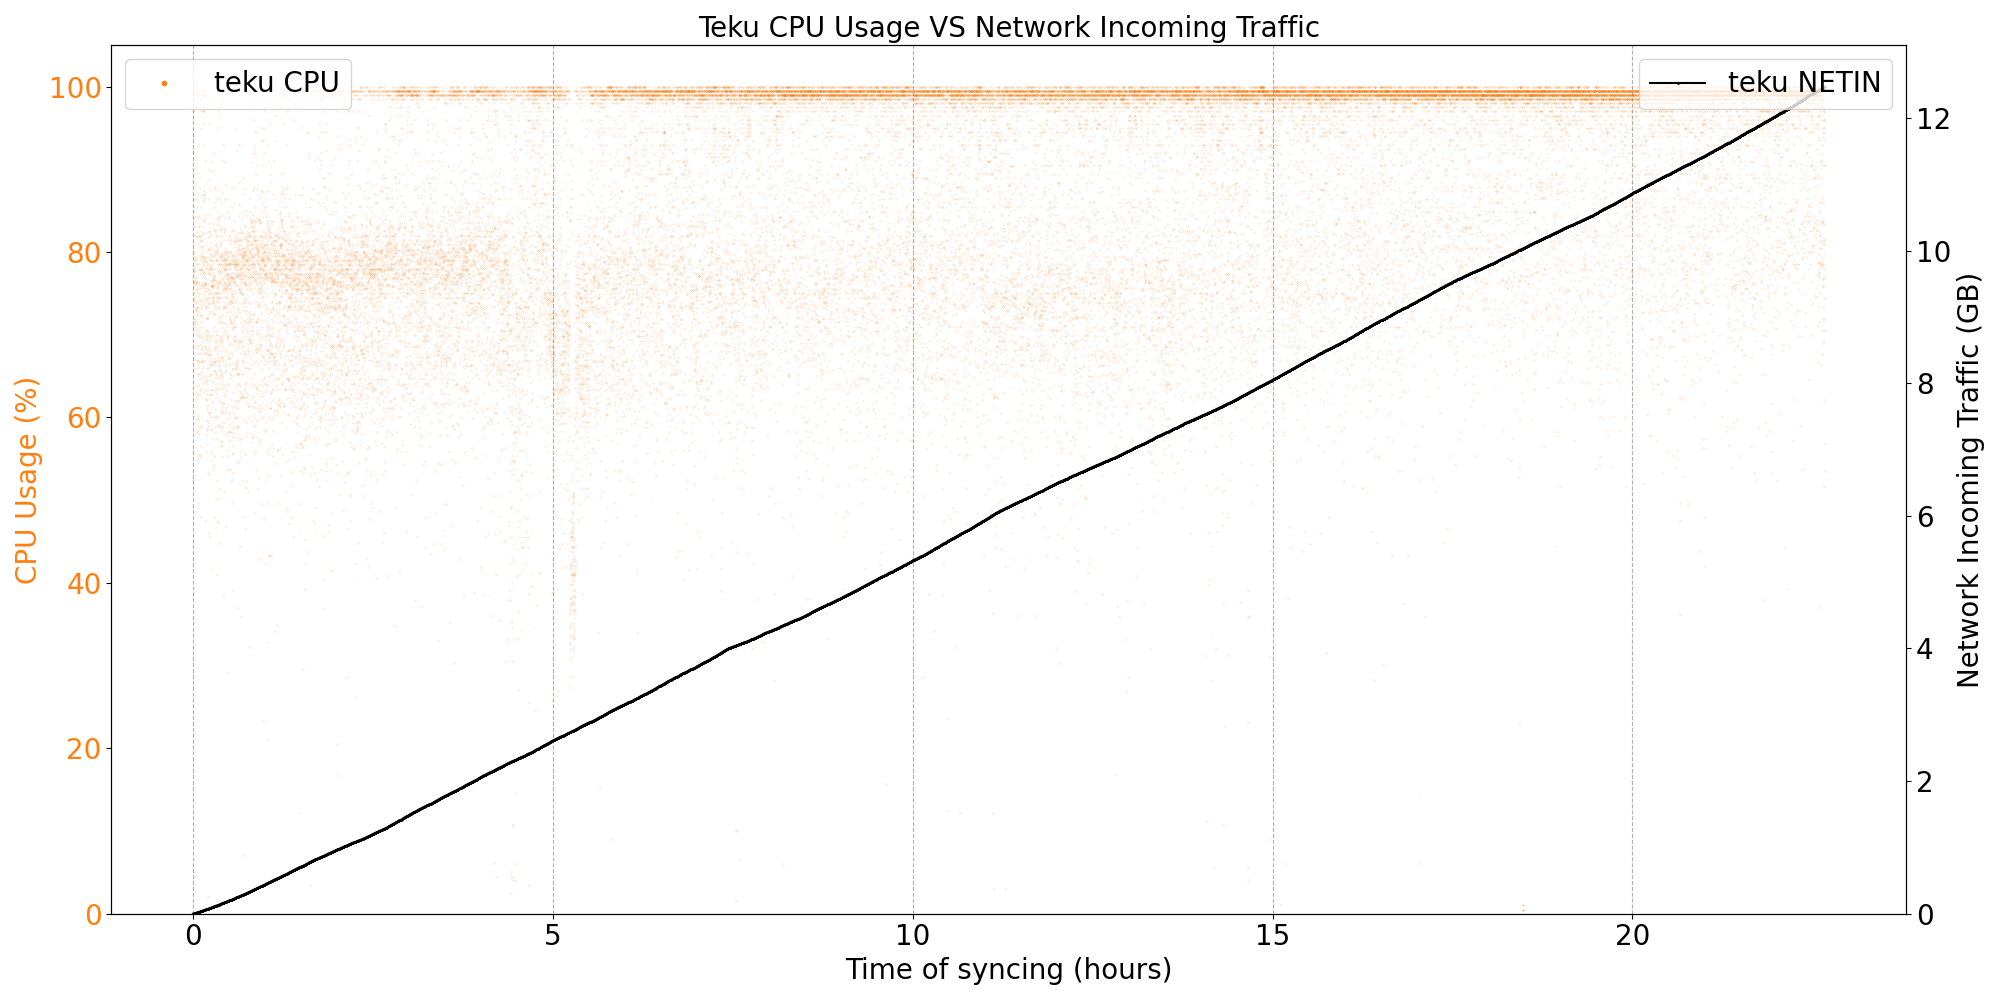 Teku CPU Usage VS Network Incoming Traffic
teku CPU
teku NETIN
CPU Usage (%)
100
80
60
40
20
0
Network Incoming Traffic (GB)
12
10
8
6
4
2
0
0 5 10 15 20
Time of syncing (hours)